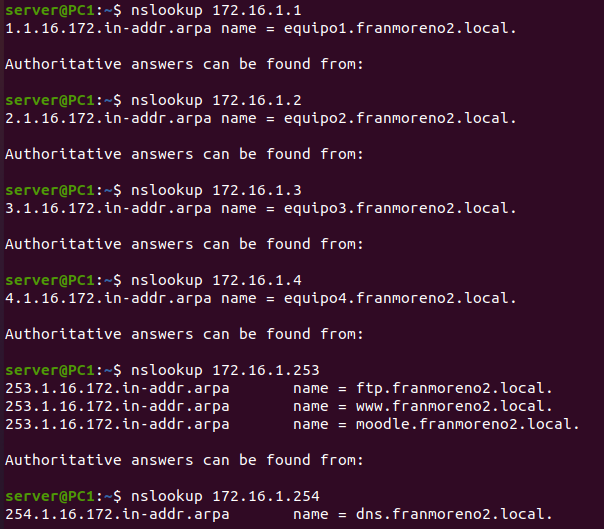 server@PC1:~$ nslookup 172.16.1.1
1.1.16.172.in-addr.arpa name = equipo1.franmoreno2.local.

Authoritative answers can be found from:

server@PC1:~$ nslookup 172.16.1.2
2.1.16.172.in-addr.arpa name = equipo2.franmoreno2.local.

Authoritative answers can be found from:

server@PC1:~$ nslookup 172.16.1.3
3.1.16.172.in-addr.arpa name = equipo3.franmoreno2.local.

Authoritative answers can be found from:

server@PC1:~$ nslookup 172.16.1.4
4.1.16.172.in-addr.arpa name = equipo4.franmoreno2.local.

Authoritative answers can be found from:

server@PC1:~$ nslookup 172.16.1.253
253.1.16.172.in-addr.arpa       name = ftp.franmoreno2.local.
253.1.16.172.in-addr.arpa       name = www.franmoreno2.local.
253.1.16.172.in-addr.arpa       name = moodle.franmoreno2.local.

Authoritative answers can be found from:

server@PC1:~$ nslookup 172.16.1.254
254.1.16.172.in-addr.arpa       name = dns.franmoreno2.local.